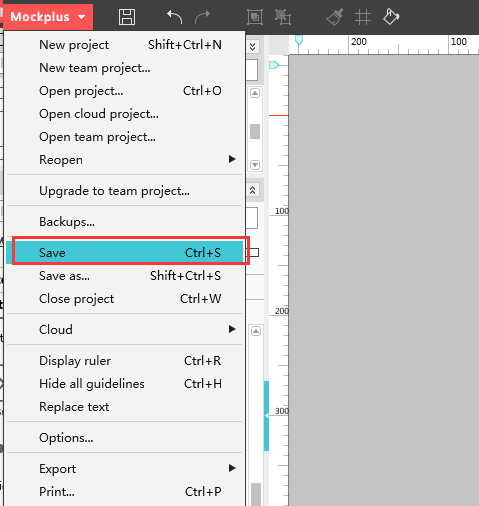 Mockplus
New project Shift+Ctrl+N
New team project...
Open project... Ctrl+O
Open cloud project...
Open team project...
Reopen
Upgrade to team project...
Backups...
Save Ctrl+S
Save as... Shift+Ctrl+S
Close project Ctrl+W
Cloud
Display ruler Ctrl+R
Hide all guidelines Ctrl+H
Replace text
Options...
Export
Print... Ctrl+P
200 100
100
200
300